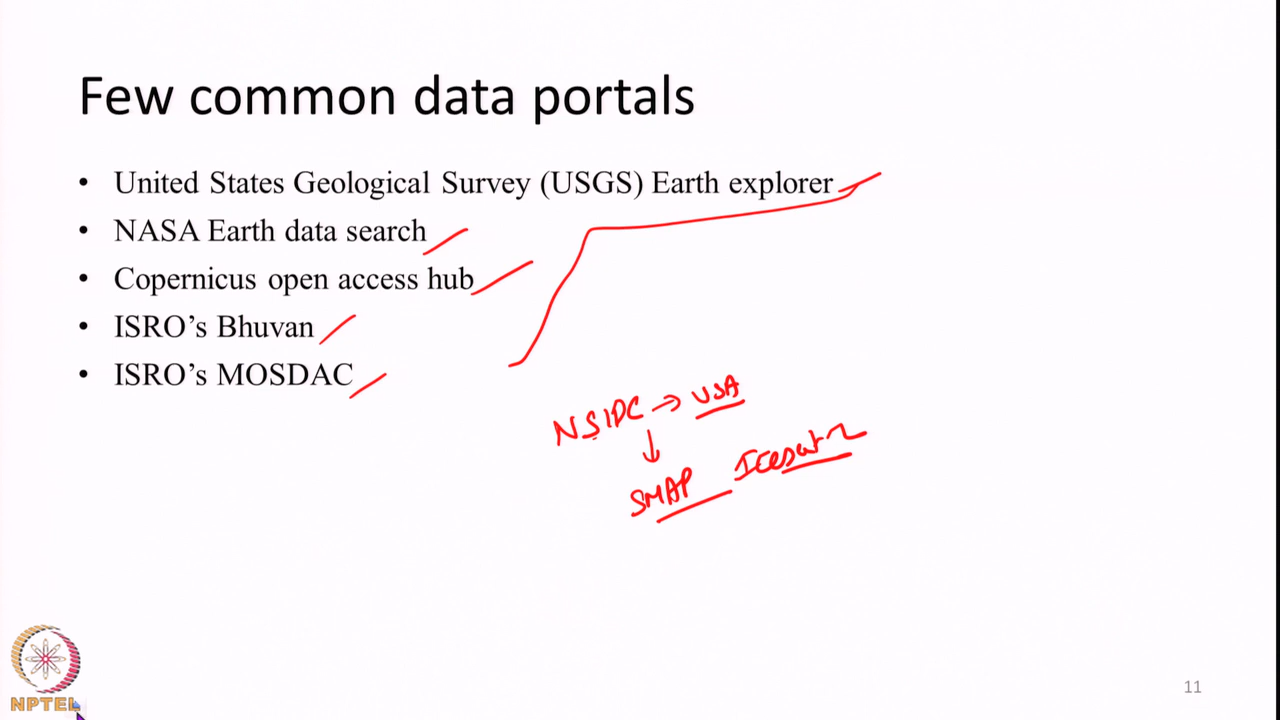 Few common data portals
• United States Geological Survey (USGS) Earth explorer
• NASA Earth data search
• Copernicus open access hub
• ISRO’s Bhuvan
• ISRO’s MOSDAC
NSIDC → USA
↓
SMAP Icesat-2
NPTEL
11